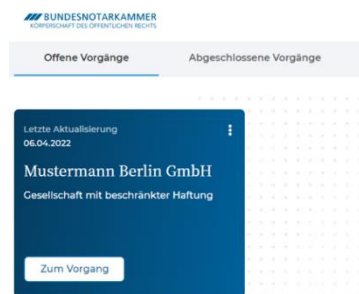 BUNDESNOTARKAMMER
KÖRPERSCHAFT DES ÖFFENTLICHEN RECHTS
Offene Vorgänge Abgeschlossene Vorgänge
Letzte Aktualisierung
06.04.2022
Mustermann Berlin GmbH
Gesellschaft mit beschränkter Haftung
Zum Vorgang